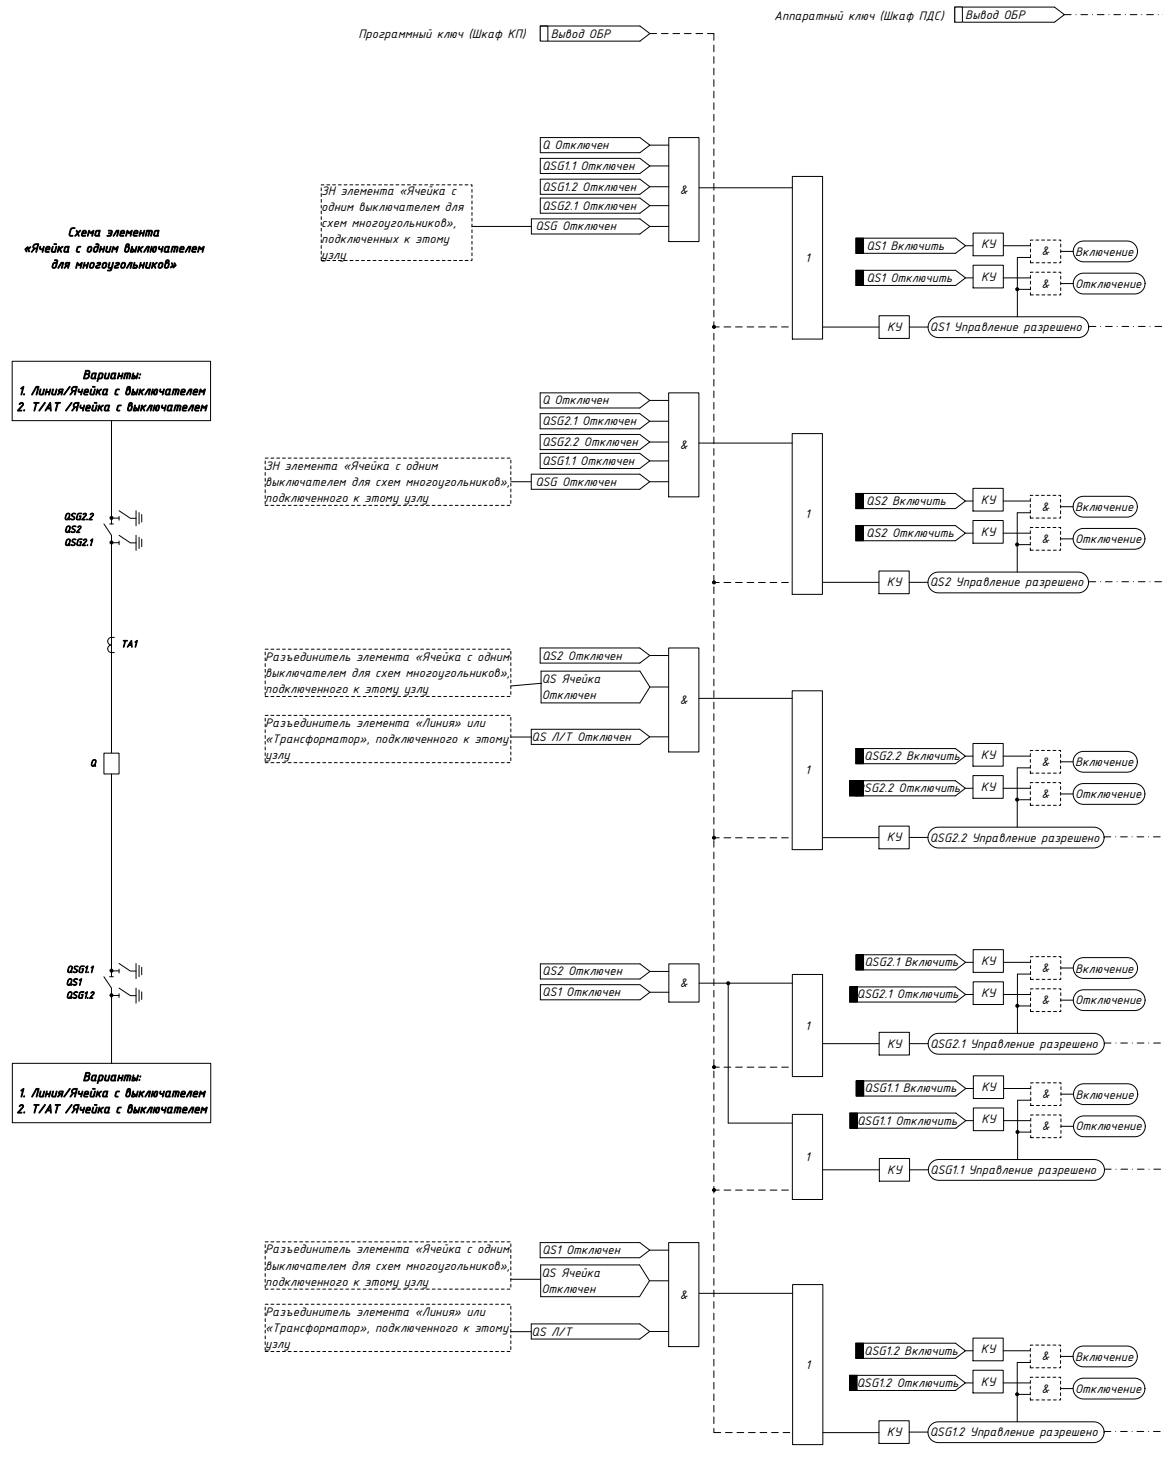 Аппаратный ключ (Шкаф ПДС)
Вывод ОБР
Программный ключ (Шкаф КП)
Вывод ОБР
Схема элемента
«Ячейка с одним выключателем
для многоугольников»
Варианты:
1. Линия/Ячейка с выключателем
2. Т/АТ /Ячейка с выключателем
QSG2.2
QS2
QSG2.1
TA1
Q
QSG1.1
QS1
QSG1.2
Варианты:
1. Линия/Ячейка с выключателем
2. Т/АТ /Ячейка с выключателем
ЗН элемента «Ячейка с
одним выключателем для
схем многоугольников»,
подключенных к этому
узлу
Q Отключен
QSG1.1 Отключен
QSG1.2 Отключен
QSG2.1 Отключен
QSG Отключен
&
1
QS1 Включить
КУ
&
Включение
QS1 Отключить
КУ
&
Отключение
КУ
QS1 Управление разрешено
ЗН элемента «Ячейка с одним
выключателем для схем многоугольников»,
подключенного к этому узлу
Q Отключен
QSG2.1 Отключен
QSG2.2 Отключен
QSG1.1 Отключен
QSG Отключен
&
1
QS2 Включить
КУ
&
Включение
QS2 Отключить
КУ
&
Отключение
КУ
QS2 Управление разрешено
Разъединитель элемента «Ячейка с одним
выключателем для схем многоугольников»,
подключенного к этому узлу
Разъединитель элемента «Линия» или
«Трансформатор», подключенного к этому
узлу
QS2 Отключен
QS Ячейка
Отключен
QS Л/Т Отключен
&
1
QSG2.2 Включить
КУ
&
Включение
SG2.2 Отключить
КУ
&
Отключение
КУ
QSG2.2 Управление разрешено
QS2 Отключен
QS1 Отключен
&
1
QSG2.1 Включить
КУ
&
Включение
QSG2.1 Отключить
КУ
&
Отключение
КУ
QSG2.1 Управление разрешено
1
QSG1.1 Включить
КУ
&
Включение
QSG1.1 Отключить
КУ
&
Отключение
КУ
QSG1.1 Управление разрешено
Разъединитель элемента «Ячейка с одним
выключателем для схем многоугольников»,
подключенного к этому узлу
Разъединитель элемента «Линия» или
«Трансформатор», подключенного к этому
узлу
QS1 Отключен
QS Ячейка
Отключен
QS Л/Т
&
1
QSG1.2 Включить
КУ
&
Включение
QSG1.2 Отключить
КУ
&
Отключение
КУ
QSG1.2 Управление разрешено